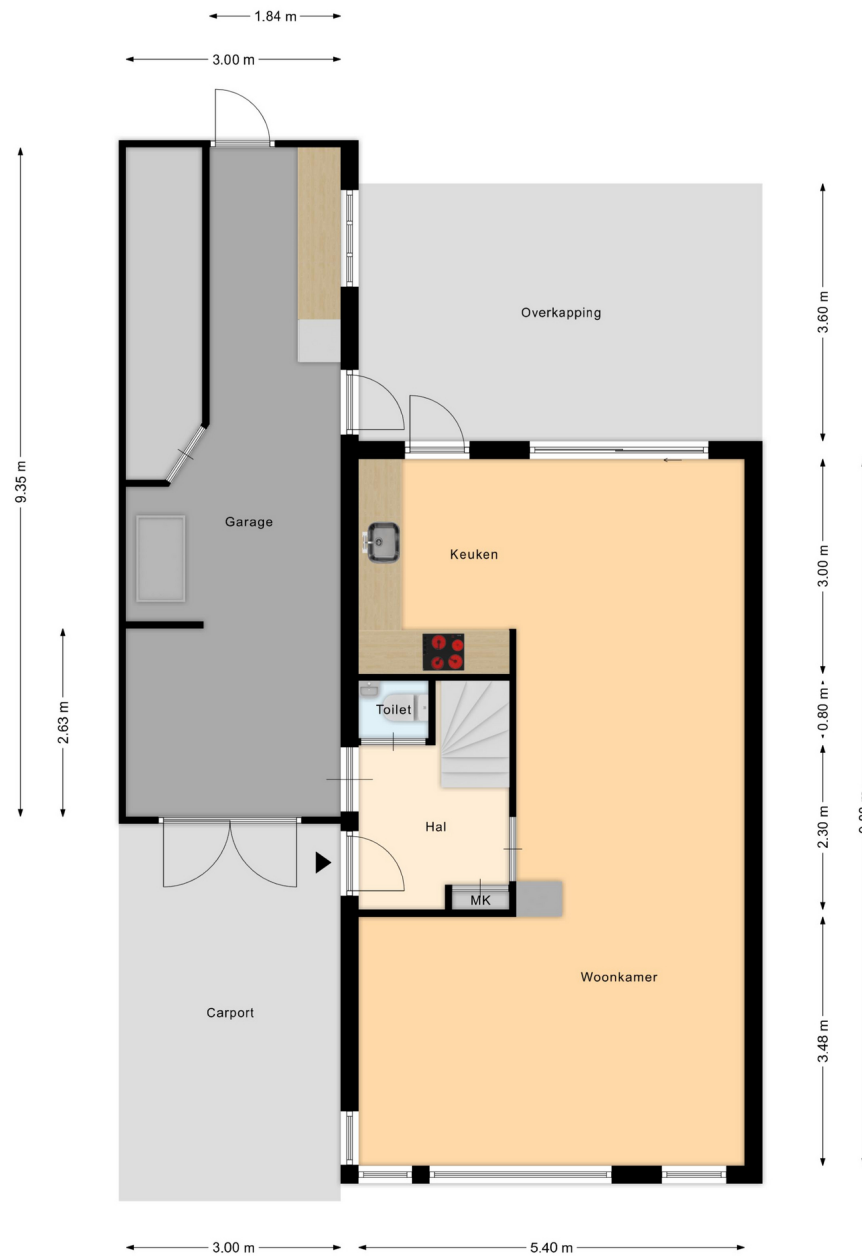 1.84 m
3.00 m
Overkapping
3.60 m
9.35 m
Garage
Keuken
3.00 m
2.63 m
Toilet
0.80 m
Hal
2.30 m
MK
Woonkamer
Carport
3.48 m
3.00 m
5.40 m